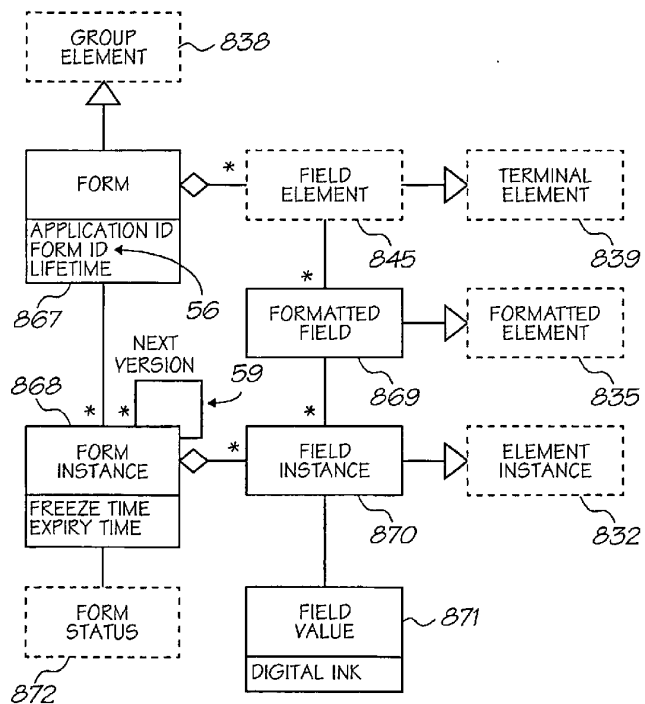 GROUP
ELEMENT
838
FORM
*
FIELD
ELEMENT
TERMINAL
ELEMENT
APPLICATION ID
FORM ID
LIFETIME
867
56
845
839
*
FORMATTED
FIELD
FORMATTED
ELEMENT
NEXT
VERSION
59
869
835
868
*
*
*
FORM
INSTANCE
*
FIELD
INSTANCE
ELEMENT
INSTANCE
FREEZE TIME
EXPIRY TIME
870
832
FORM
STATUS
872
FIELD
VALUE
871
DIGITAL INK